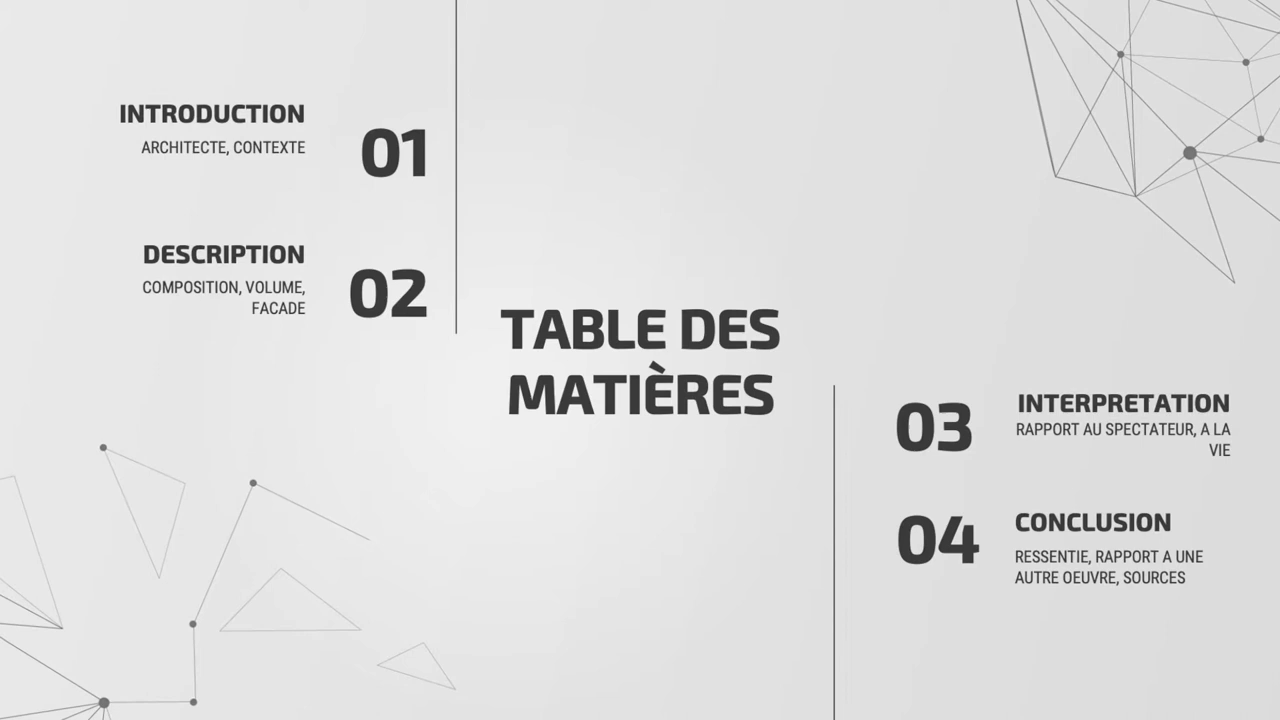 INTRODUCTION
ARCHITECTE, CONTEXTE
01
DESCRIPTION
COMPOSITION, VOLUME,
FACADE
02
TABLE DES
MATIÈRES
03
INTERPRETATION
RAPPORT AU SPECTATEUR, A LA
VIE
04
CONCLUSION
RESSENTIE, RAPPORT A UNE
AUTRE OEUVRE, SOURCES